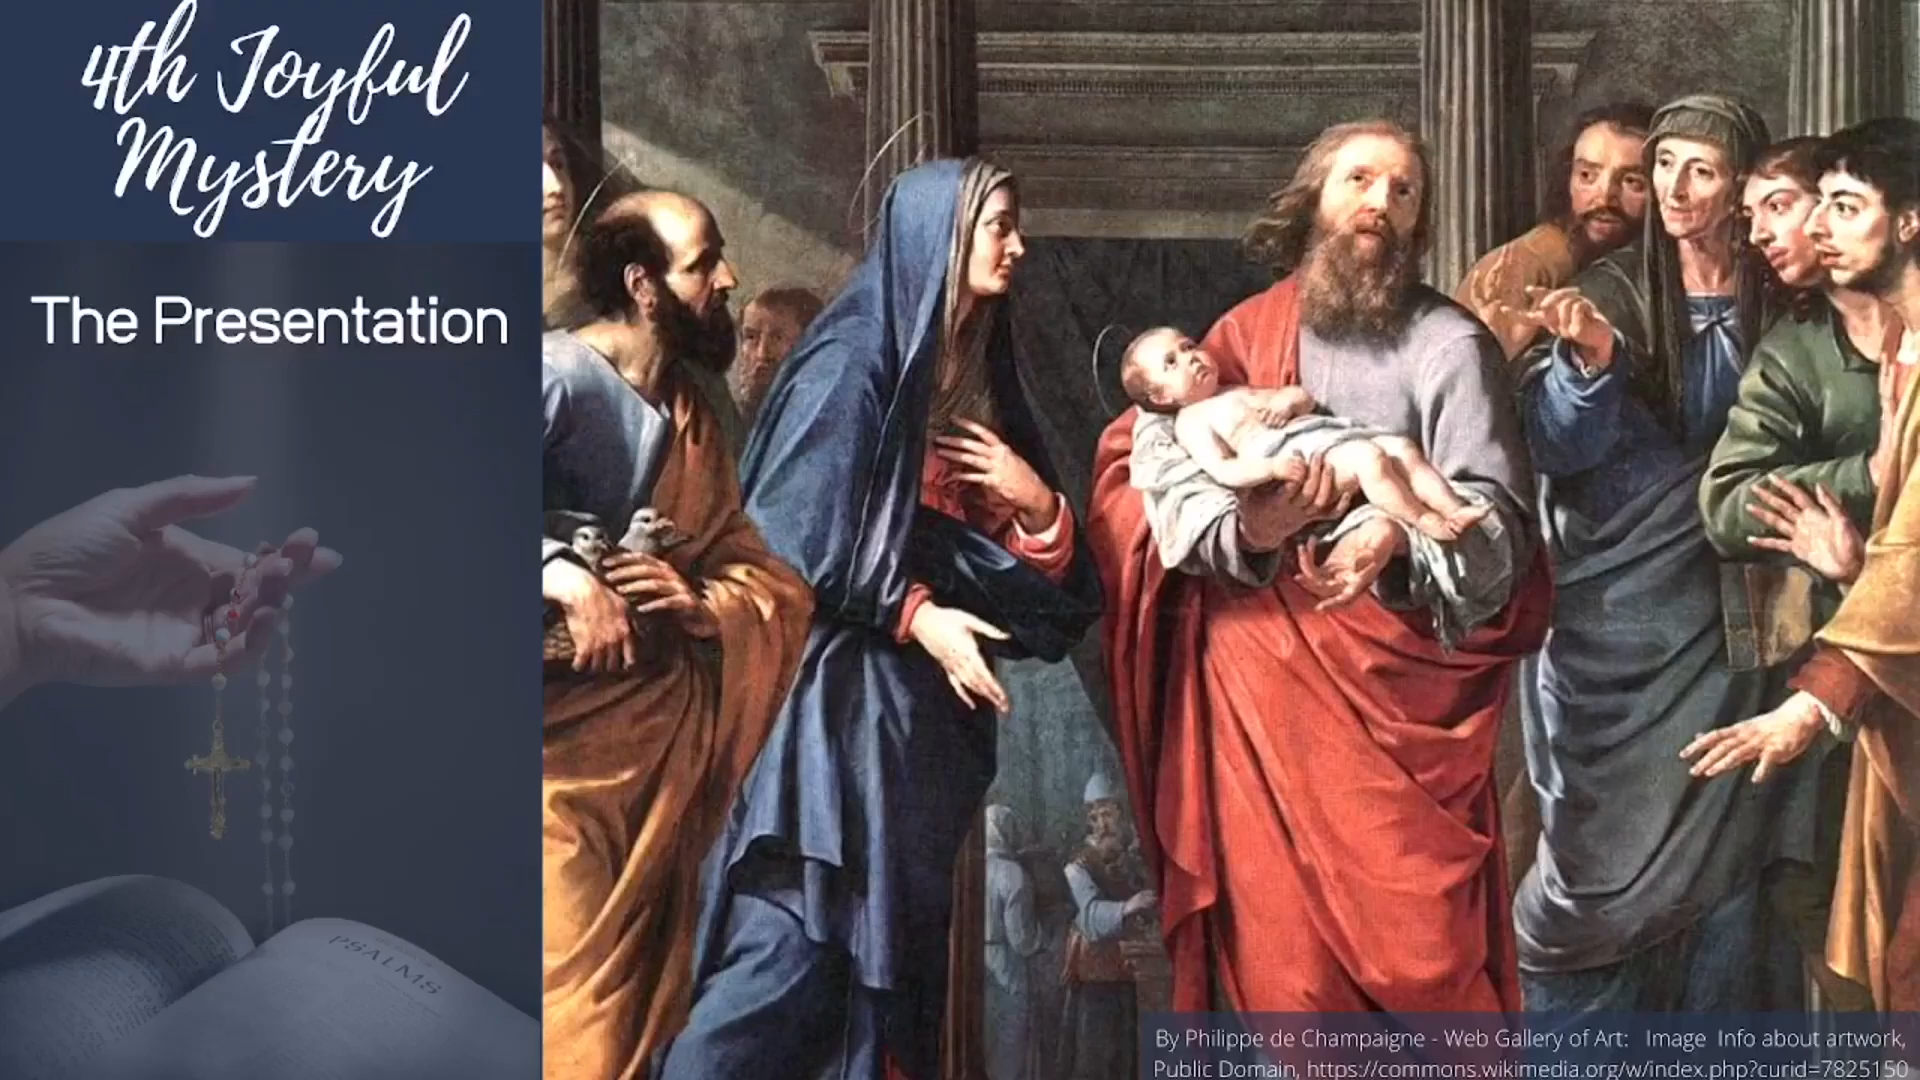 4th Joyful
Mystery
The Presentation
PSALMS
By Philippe de Champaigne - Web Gallery of Art: Image Info about artwork,
Public Domain, https://commons.wikimedia.org/w/index.php?curid=7825150